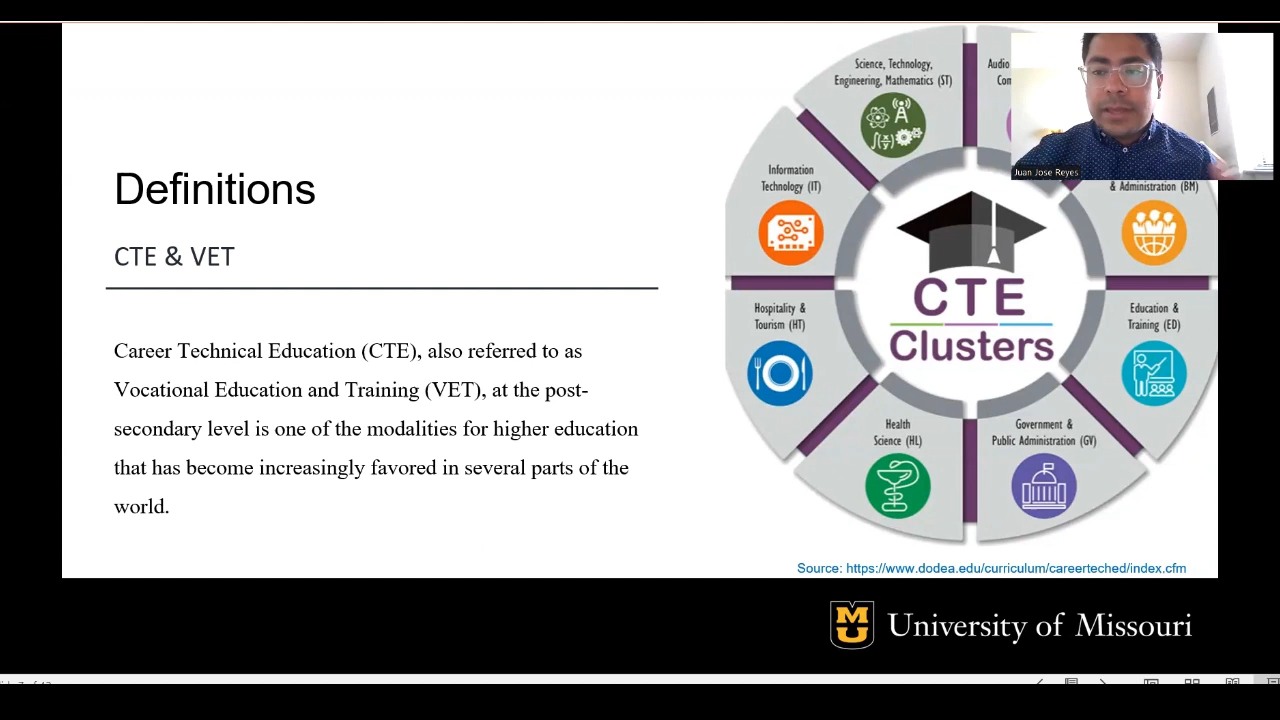 Definitions
CTE & VET
Career Technical Education (CTE), also referred to as
Vocational Education and Training (VET), at the post-
secondary level is one of the modalities for higher education
that has become increasingly favored in several parts of the
world.
Science, Technology,
Engineering, Mathematics (ST)
Audio
Information
Technology (IT)
Hospitality &
Tourism (HT)
Health
Science (HL)
Government &
Public Administration (GV)
Education &
Training (ED)
& Administration (BM)
CTE
Clusters
Juan Jose Reyes
Source: https://www.dodea.edu/curriculum/careerteched/index.cfm
MU
University of Missouri